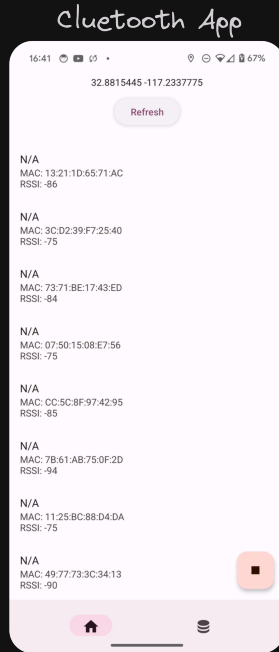 Cluetooth App
16:41
67%
32.8815445 -117.2337775
Refresh
N/A
MAC: 13:21:1D:65:71:AC
RSSI: -86
N/A
MAC: 3C:D2:39:F7:25:40
RSSI: -75
N/A
MAC: 73:71:BE:17:43:ED
RSSI: -84
N/A
MAC: 07:50:15:08:E7:56
RSSI: -75
N/A
MAC: CC:5C:8F:97:42:95
RSSI: -85
N/A
MAC: 7B:61:AB:75:0F:2D
RSSI: -94
N/A
MAC: 11:25:BC:88:D4:DA
RSSI: -75
N/A
MAC: 49:77:73:3C:34:13
RSSI: -90